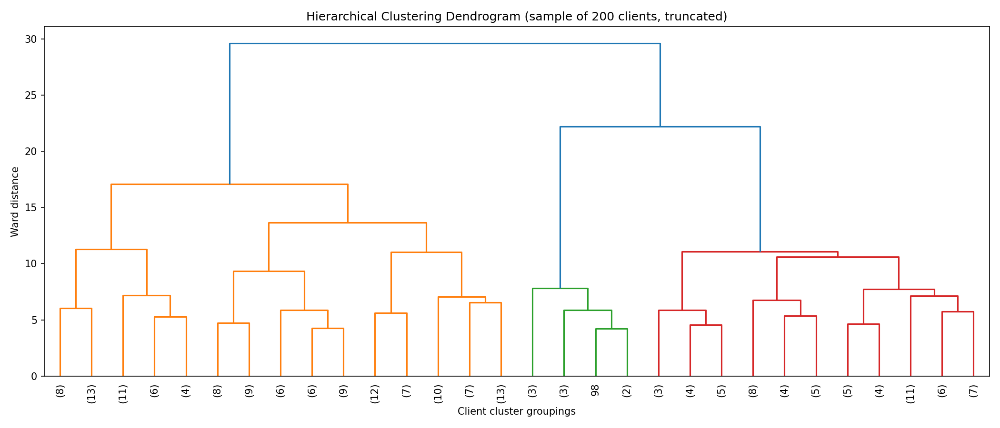 Hierarchical Clustering Dendrogram (sample of 200 clients, truncated)
30
25
20
15
10
5
0
Ward distance
(8) (13) (11) (6) (4) (8) (9) (6) (6) (9) (12) (7) (10) (7) (13) (3) (3) 98 (2) (3) (4) (5) (8) (4) (5) (5) (4) (11) (6) (7)
Client cluster groupings